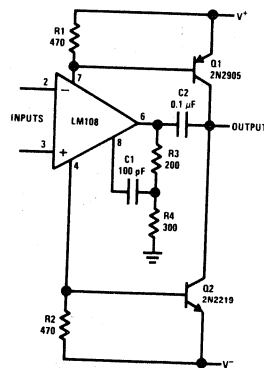 V+
R1
470
Q1
2N2905
7
2
−
C2
0.1 µF
INPUTS
LM108
6
OUTPUT
8
C1
100 pF
R3
200
3
+
4
R4
300
Q2
2N2219
R2
470
V−